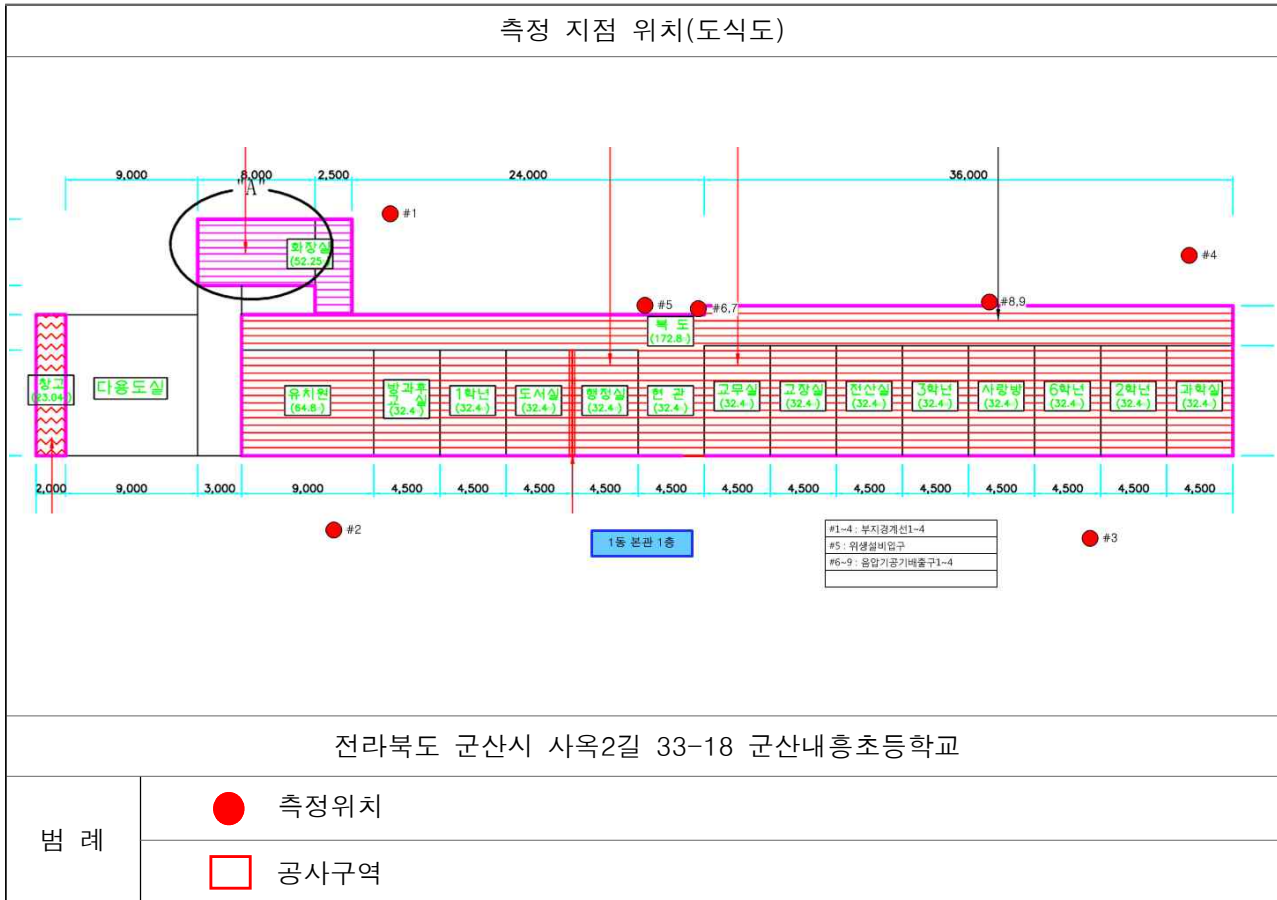 측정 지점 위치(도식도)
9,000 8,000 2,500 24,000 36,000
"A"
#1
화장실
(52.25)
#4
#5 #6,7 #8,9
복 도
(172.8)
창고
(23.04)
다용도실
유치원
(64.8)
방과후
교 실
(32.4)
1학년
(32.4)
도서실
(32.4)
행정실
(32.4)
현 관
(32.4)
교무실
(32.4)
교장실
(32.4)
전산실
(32.4)
3학년
(32.4)
사랑방
(32.4)
6학년
(32.4)
2학년
(32.4)
과학실
(32.4)
2,000 9,000 3,000 9,000 4,500 4,500 4,500 4,500 4,500 4,500 4,500 4,500 4,500 4,500 4,500 4,500 4,500
#2
1동 본관 1층
#1~4 : 부지경계선1~4
#5 : 위생설비입구
#6~9 : 음압기공기배출구1~4
#3
전라북도 군산시 사옥2길 33-18 군산내흥초등학교
범 례
측정위치
공사구역